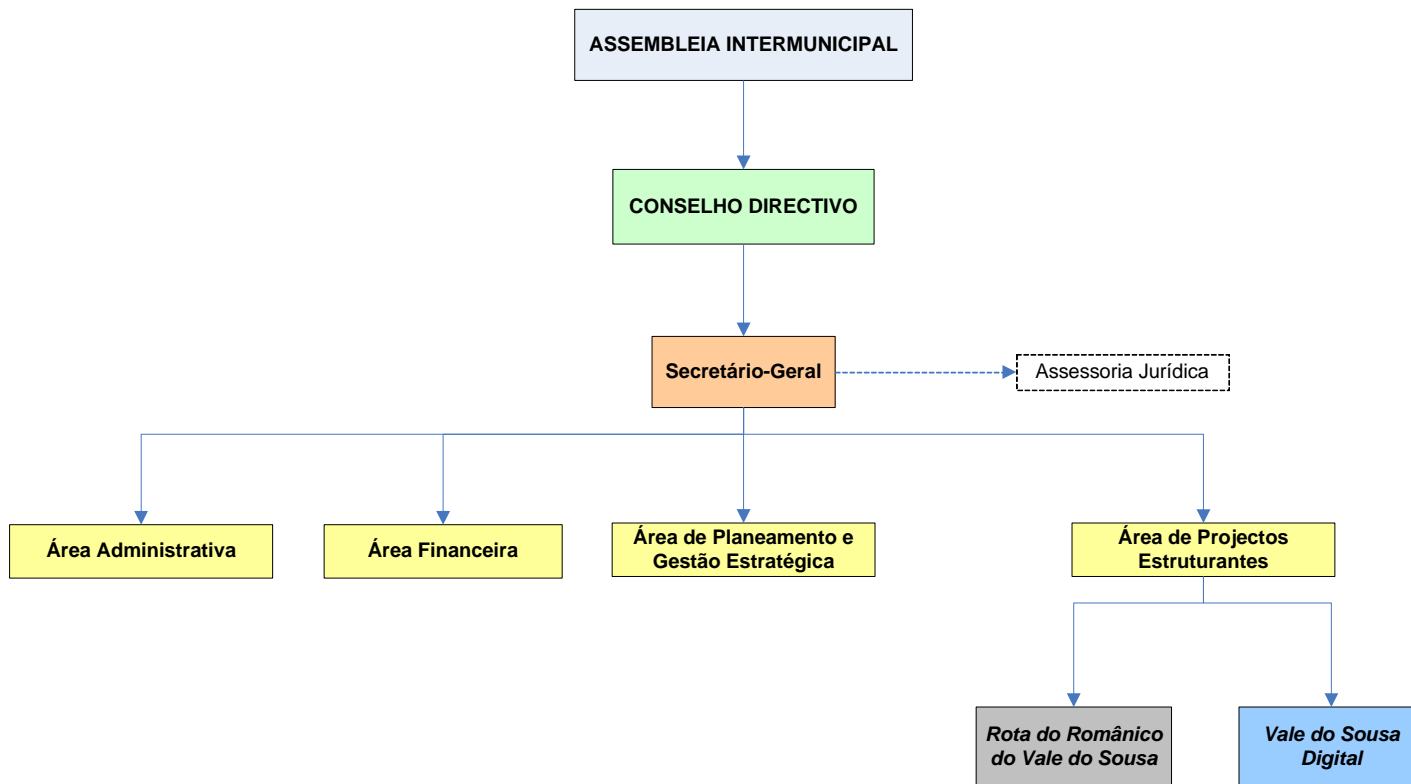 ASSEMBLEIA INTERMUNICIPAL
CONSELHO DIRECTIVO
Secretário-Geral
Assessoria Jurídica
Área Administrativa
Área Financeira
Área de Planeamento e
Gestão Estratégica
Área de Projectos
Estruturantes
Rota do Românico
do Vale do Sousa
Vale do Sousa
Digital